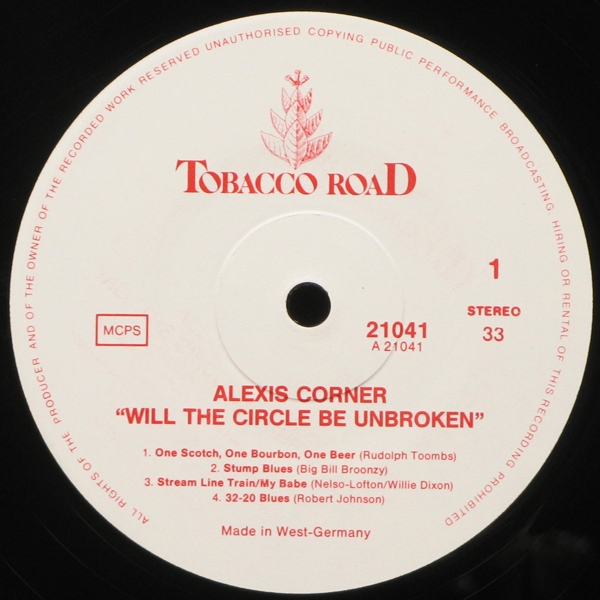 ALL RIGHTS OF THE PRODUCER AND OF THE OWNER OF THE RECORDED WORK RESERVED UNAUTHORISED COPYING PUBLIC PERFORMANCE BROADCASTING, HIRING OR RENTAL OF THIS RECORDING PROHIBITED
TOBACCO ROAD
1
STEREO
33
MCPS
21041
A 21041
ALEXIS CORNER
“WILL THE CIRCLE BE UNBROKEN”
1. One Scotch, One Bourbon, One Beer (Rudolph Toombs)
2. Stump Blues (Big Bill Broonzy)
3. Stream Line Train/My Babe (Nelso-Lofton/Willie Dixon)
4. 32-20 Blues (Robert Johnson)
Made in West-Germany